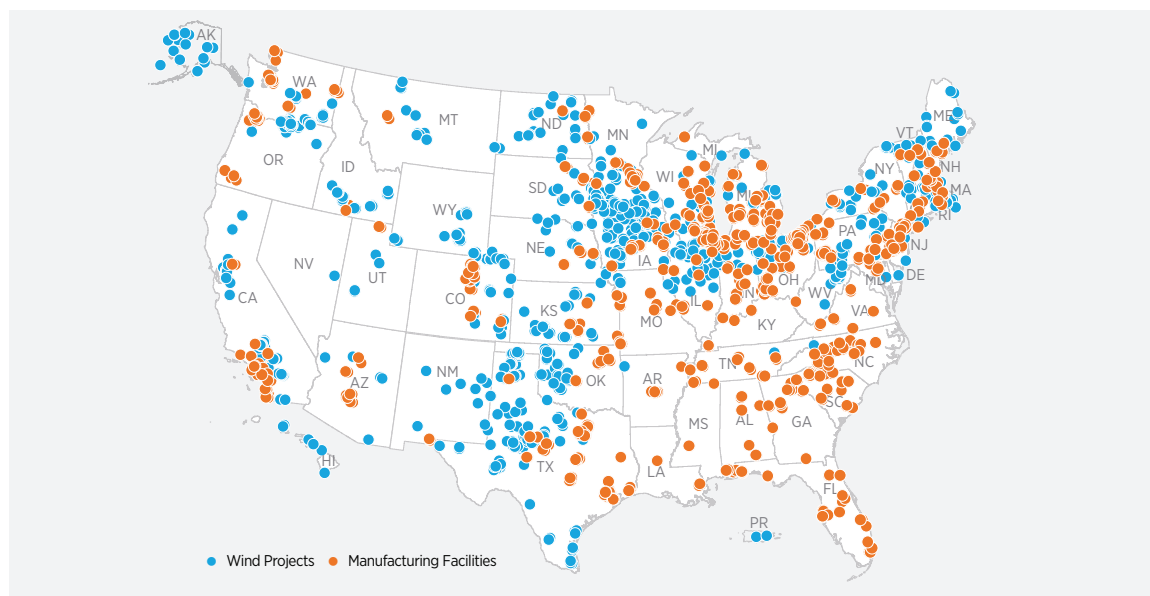 AK
WA
ME
MT
ND
MN
VT
OR
ID
MI
NY
NH
WI
SD
MI
MA
WY
RI
PA
NE
NJ
NV
IA
UT
OH
DE
MD
CA
CO
IN
IL
WV
KS
MO
KY
VA
NM
TN
NC
AZ
OK
AR
SC
MS
AL
GA
HI
TX
LA
FL
PR
Wind Projects
Manufacturing Facilities